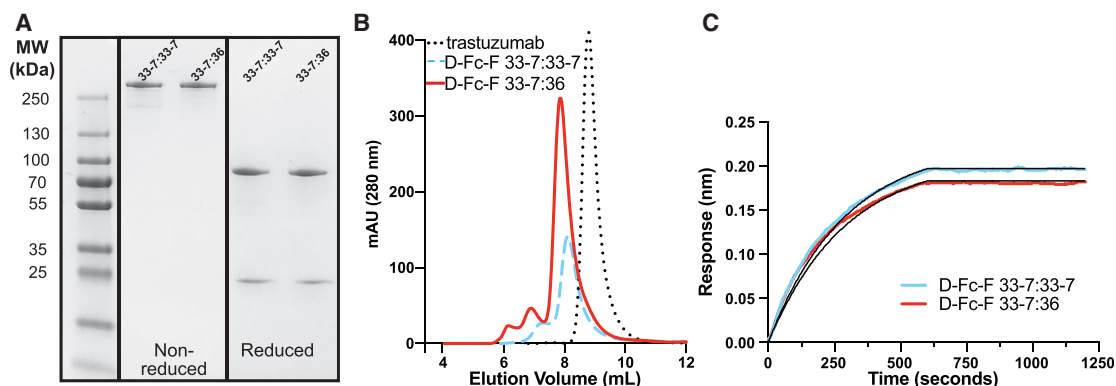 A
MW
(kDa)
250
130
100
70
55
35
25
33-7:33-7
33-7:36
33-7:33-7
33-7:36
Non-
reduced
Reduced
B
400
300
200
100
0
mAU (280 nm)
trastuzumab
D-Fc-F 33-7:33-7
D-Fc-F 33-7:36
4 6 8 10 12
Elution Volume (mL)
C
0.25
0.20
0.15
0.10
0.05
0.00
Response (nm)
D-Fc-F 33-7:33-7
D-Fc-F 33-7:36
0 250 500 750 1000 1250
Time (seconds)